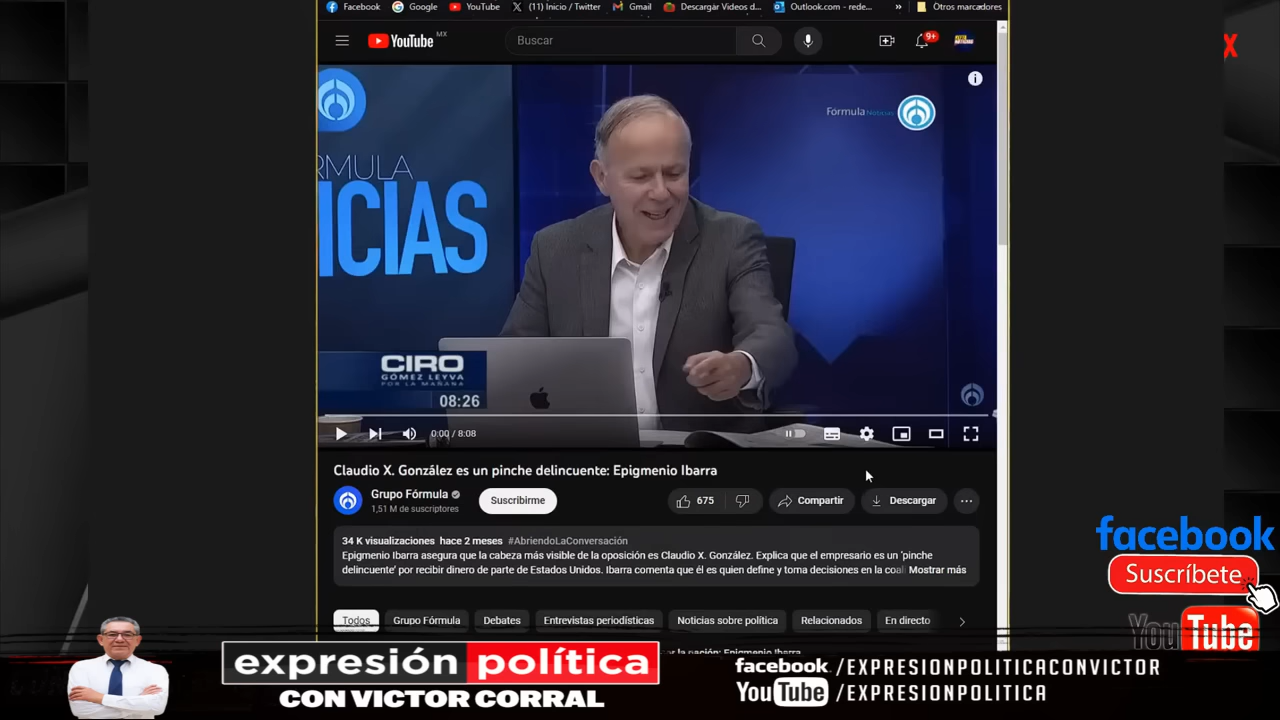 Facebook
Google
YouTube
(11) Inicio / Twitter
Gmail
Descargar Videos d...
Outlook.com - rede...
»
Otros marcadores
YouTube MX
Buscar
9+
X
RMULA
ICIAS
Fórmula Noticias
CIRO
GÓMEZ LEYVA
POR LA MAÑANA
08:26
0:00 / 8:08
Claudio X. González es un pinche delincuente: Epigmenio Ibarra
Grupo Fórmula
1,51 M de suscriptores
Suscribirme
675
Compartir
Descargar
34 K visualizaciones hace 2 meses #AbriendoLaConversación
Epigmenio Ibarra asegura que la cabeza más visible de la oposición es Claudio X. González. Explica que el empresario es un 'pinche
delincuente' por recibir dinero de parte de Estados Unidos. Ibarra comenta que él es quien define y toma decisiones en la coali Mostrar más
Todos
Grupo Fórmula
Debates
Entrevistas periodísticas
Noticias sobre política
Relacionados
En directo
facebook
Suscríbete
YouTube
expresión política
CON VICTOR CORRAL
facebook /EXPRESIONPOLITICACONVICTOR
YouTube /EXPRESIONPOLITICA